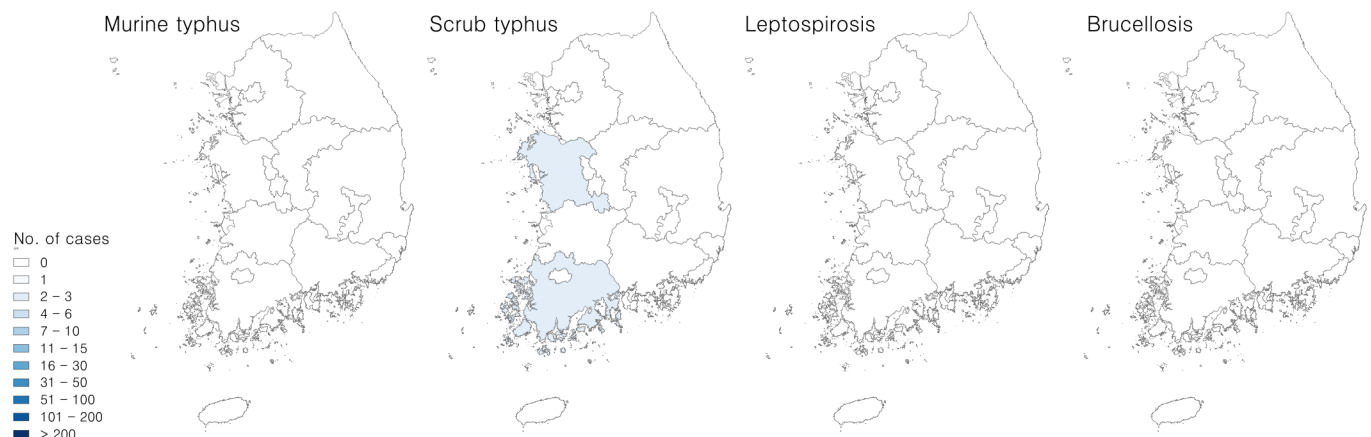 Murine typhus
Scrub typhus
Leptospirosis
Brucellosis
No. of cases
0
1
2 – 3
4 – 6
7 – 10
11 – 15
16 – 30
31 – 50
51 – 100
101 – 200
> 200